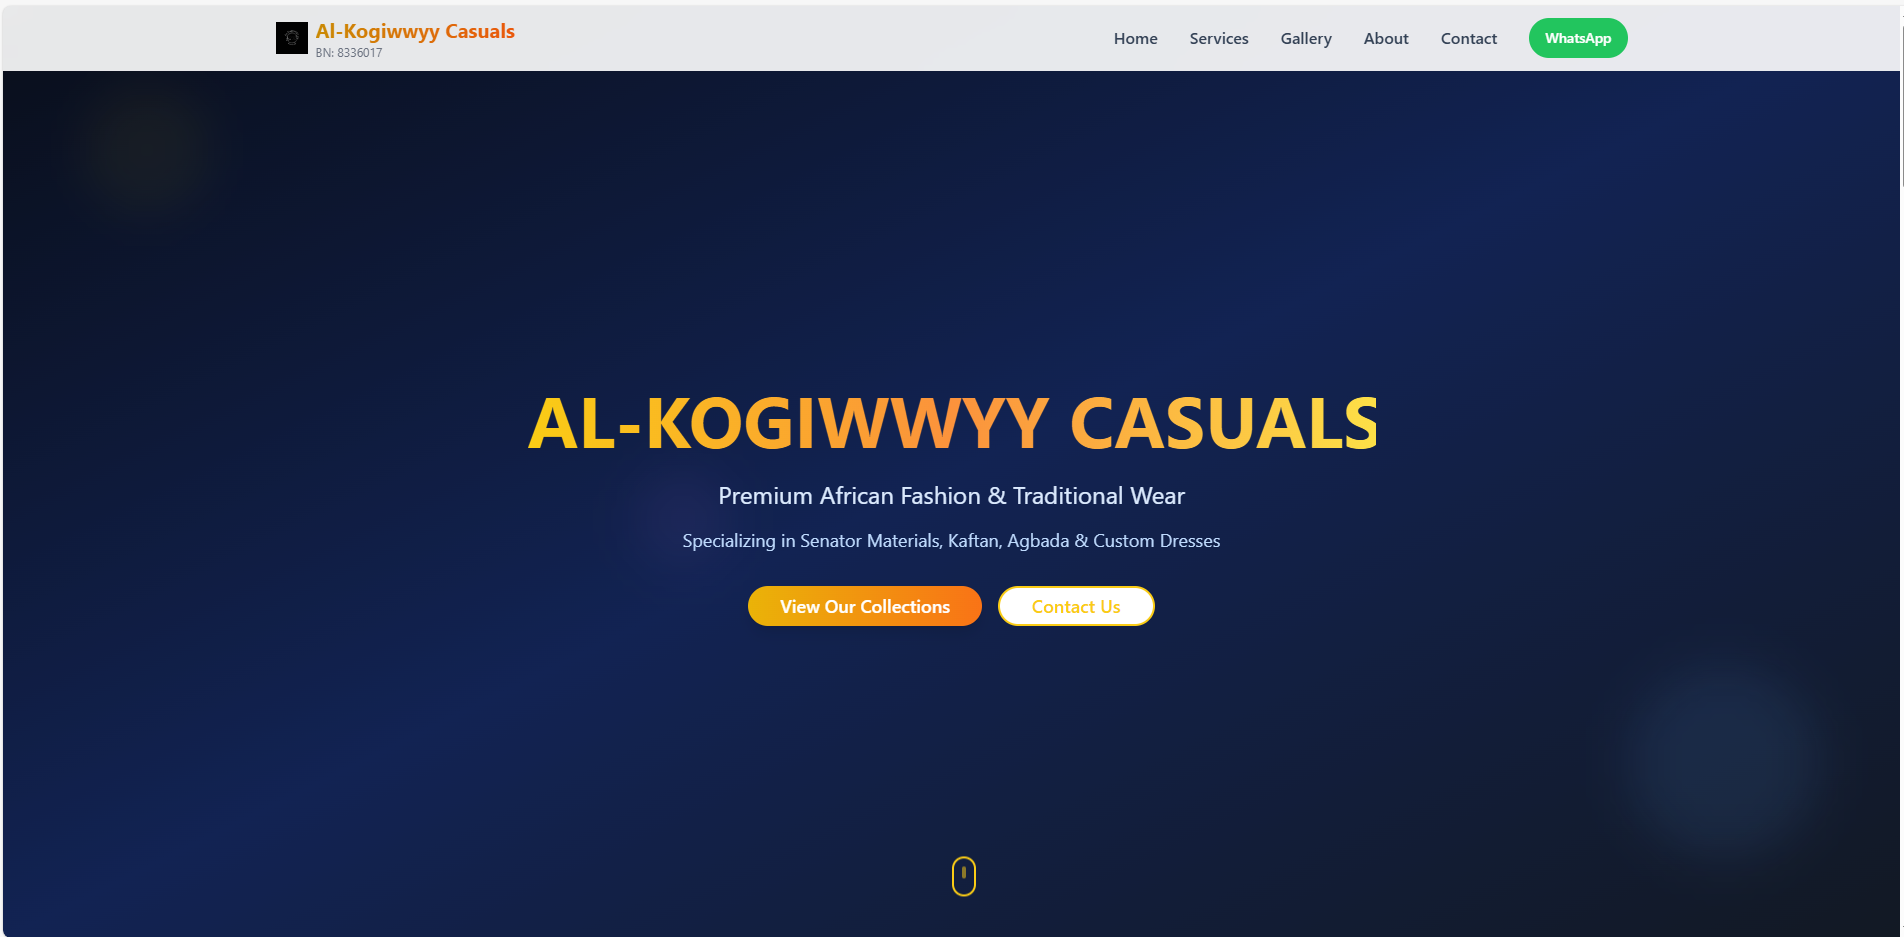 Al-Kogiwwyy Casuals
BN: 8336017
Home Services Gallery About Contact WhatsApp
AL-KOGIWWYY CASUALS
Premium African Fashion & Traditional Wear
Specializing in Senator Materials, Kaftan, Agbada & Custom Dresses
View Our Collections Contact Us